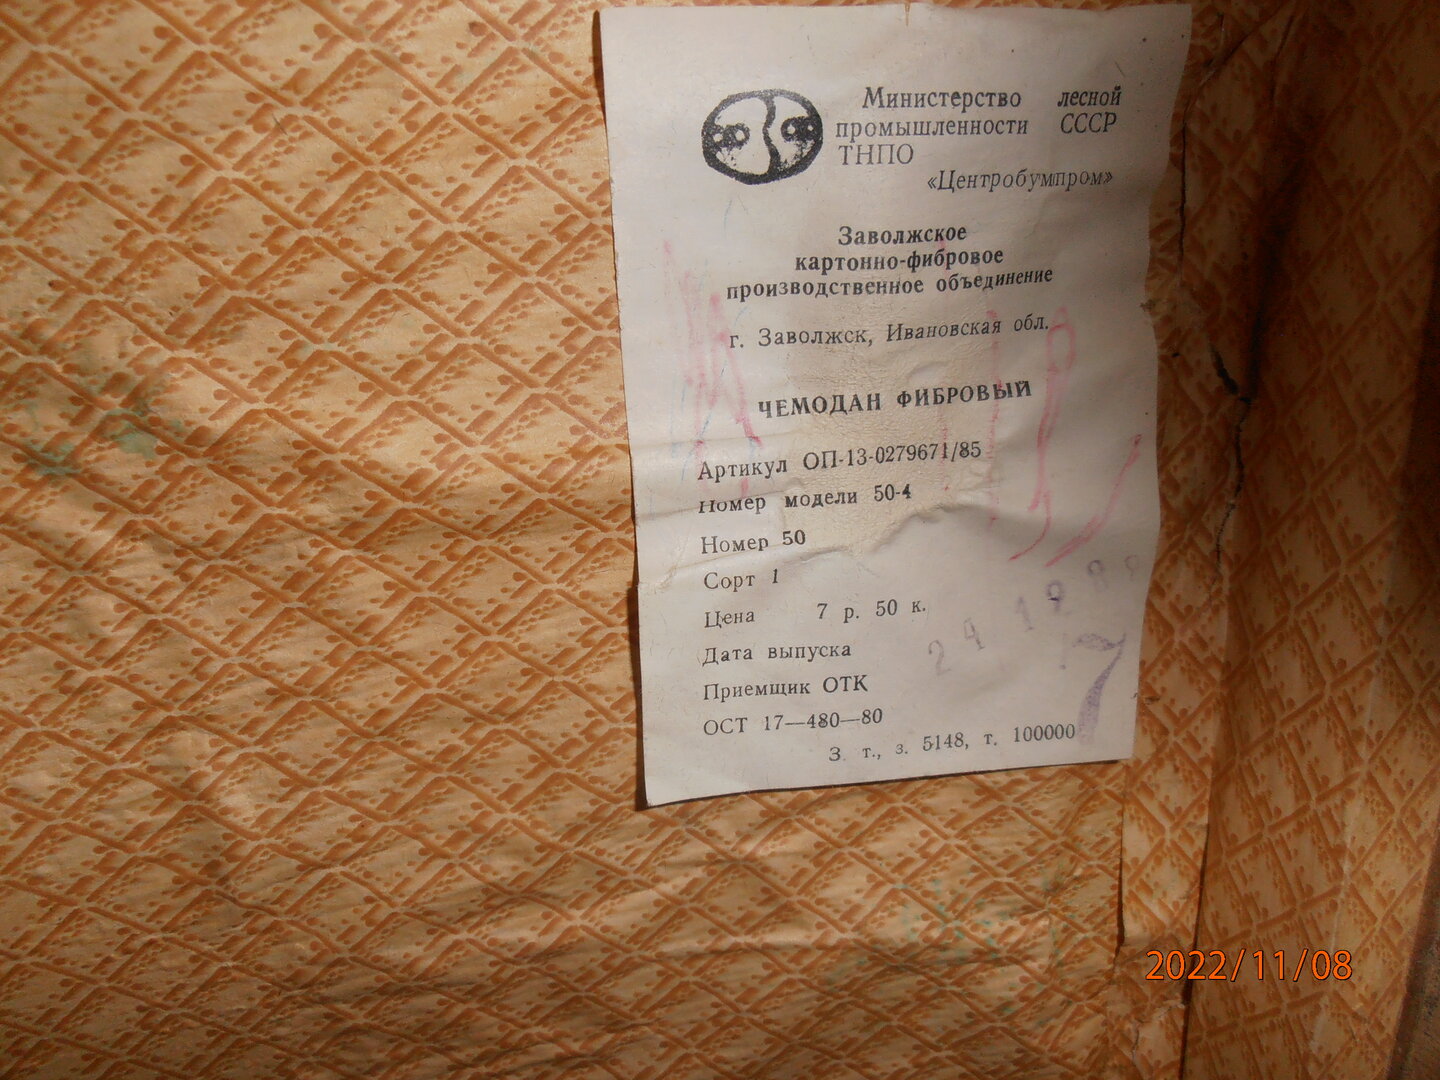 Министерство лесной
промышленности СССР
ТНПО
«Центробумпром»
Заволжское
картонно-фибровое
производственное объединение
г. Заволжск, Ивановская обл.
ЧЕМОДАН ФИБРОВЫЙ
Артикул ОП-13-0279671/85
Номер модели 50-4
Номер 50
Сорт 1
Цена 7 р. 50 к.
Дата выпуска
Приемщик ОТК
ОСТ 17—480—80
З. т., з. 5148, т. 100000
7
2022/11/08